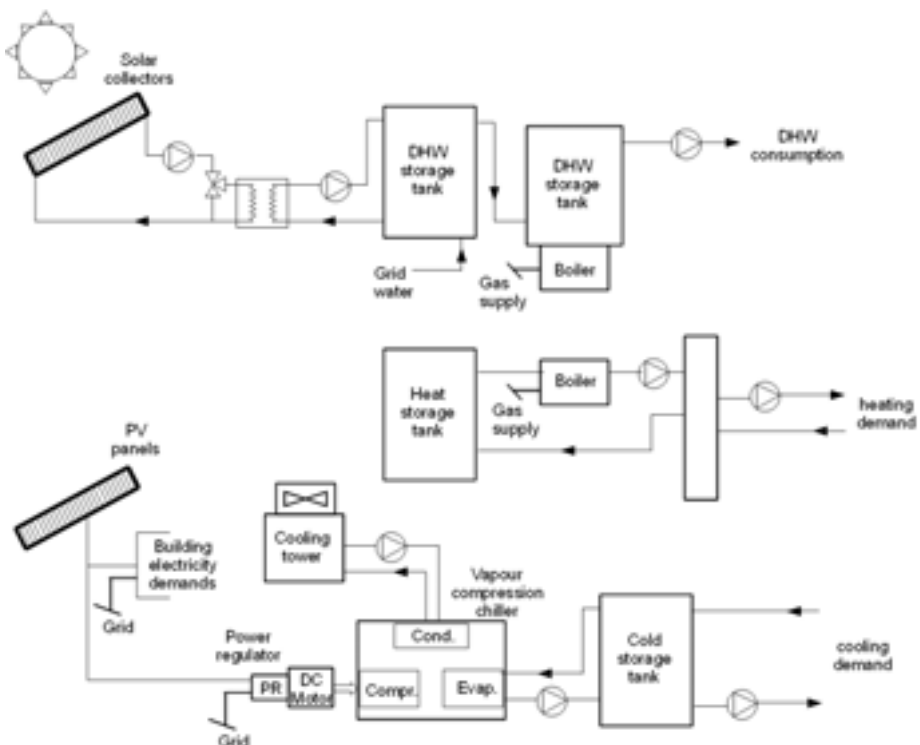 Solar
collectors
DHW
storage
tank
DHW
storage
tank
DHW
consumption
Grid
water
Gas
supply
Boiler
Heat
storage
tank
Boiler
Gas
supply
heating
demand
PV
panels
Building
electricity
demands
Grid
Cooling
tower
Vapour
compression
chiller
Power
regulator
PR
DC
Motor
Grid
Cond.
Compr.
Evap.
Cold
storage
tank
cooling
demand